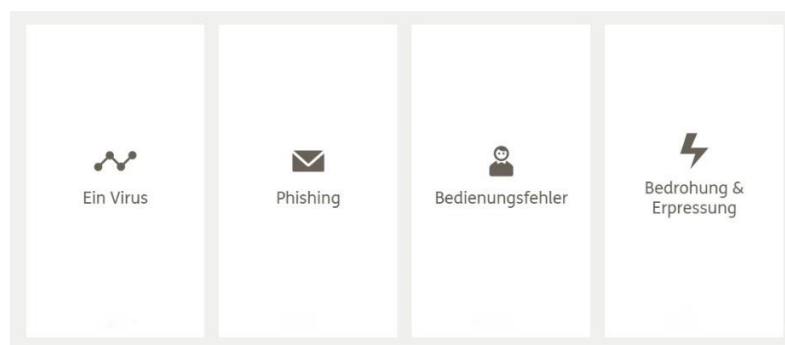 Ein Virus
Phishing
Bedienungsfehler
Bedrohung &
Erpressung